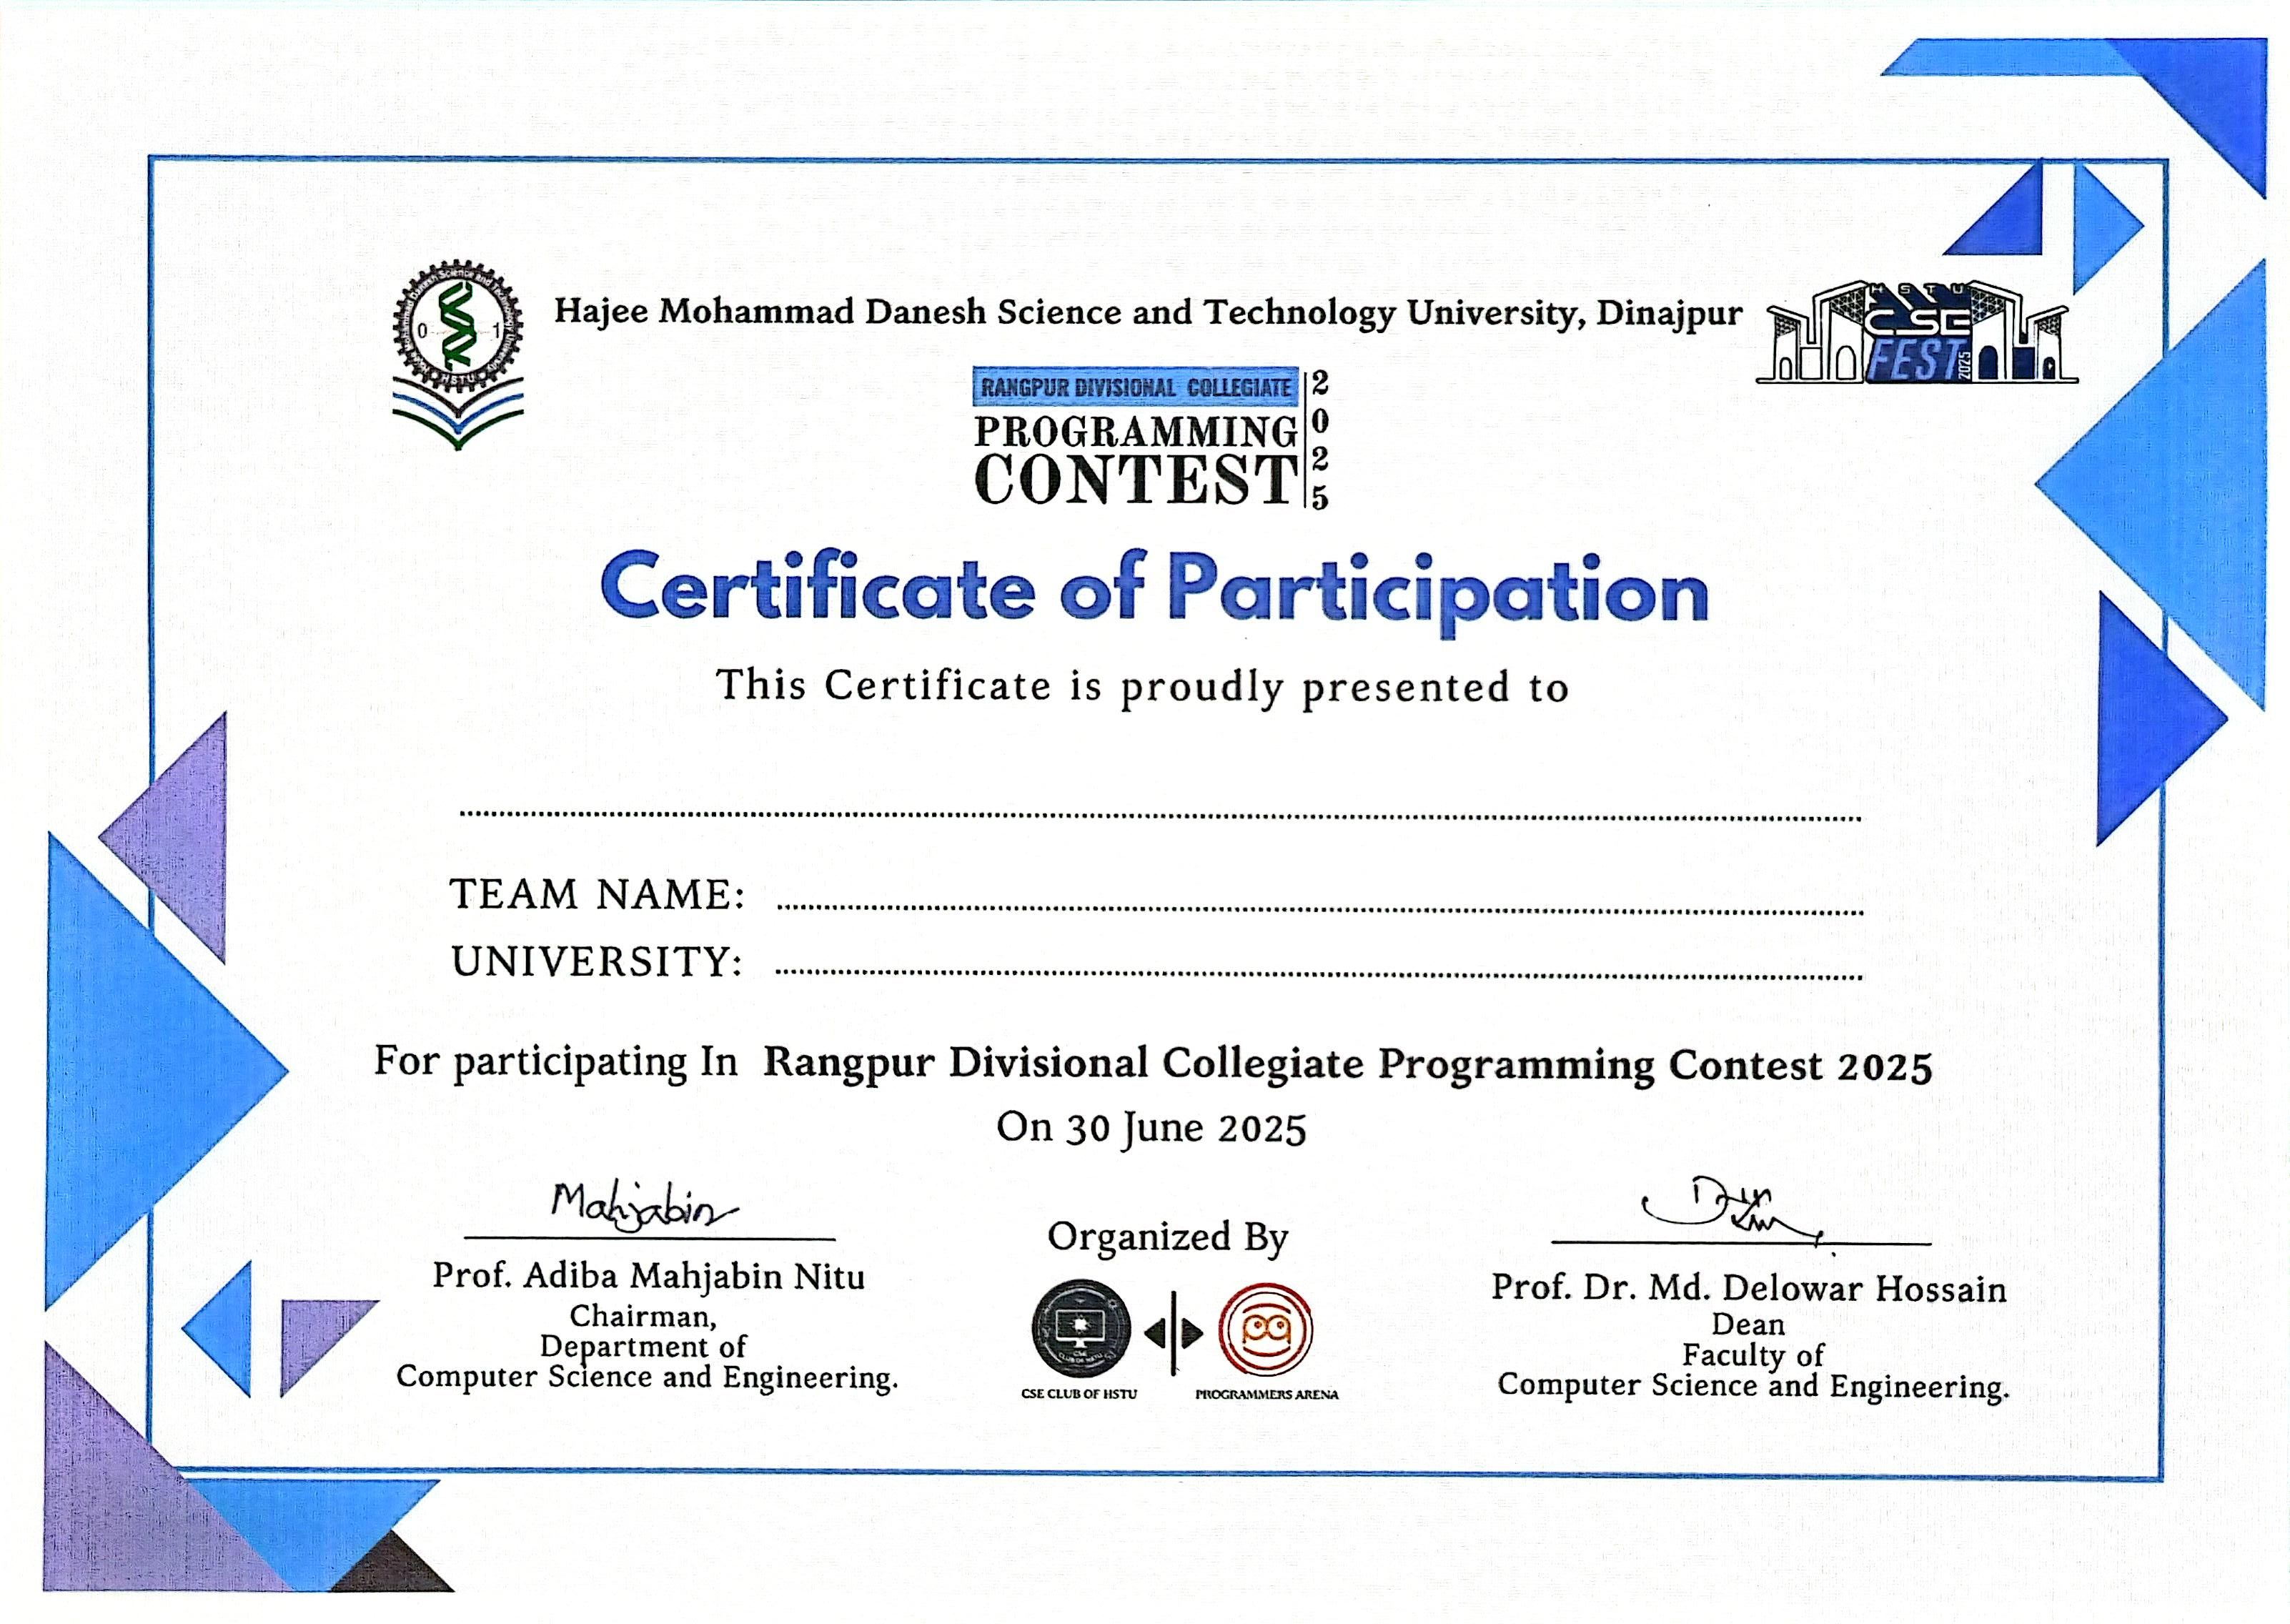 Hajee Mohammad Danesh Science and Technology University, Dinajpur
HSTU
0 1
HSTU
CSE
FEST
2025
RANGPUR DIVISIONAL COLLEGIATE
PROGRAMMING
CONTEST
2025
Certificate of Participation
This Certificate is proudly presented to
TEAM NAME:
UNIVERSITY:
For participating In Rangpur Divisional Collegiate Programming Contest 2025
On 30 June 2025
Mahjabin
Prof. Adiba Mahjabin Nitu
Chairman,
Department of
Computer Science and Engineering.
Organized By
CSE CLUB OF HSTU
PROGRAMMERS ARENA
Prof. Dr. Md. Delowar Hossain
Dean
Faculty of
Computer Science and Engineering.